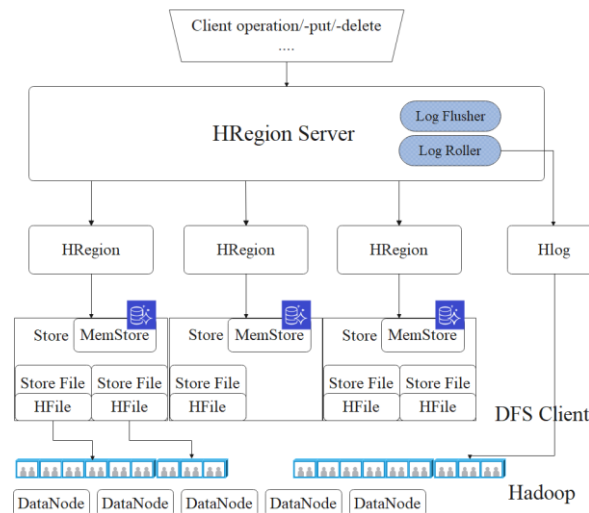 Client operation/-put/-delete
....
HRegion Server
Log Flusher
Log Roller
HRegion
HRegion
HRegion
Hlog
Store
MemStore
Store
MemStore
Store
MemStore
Store File
Store File
Store File
Store File
Store File
HFile
HFile
HFile
HFile
HFile
DFS Client
Hadoop
DataNode
DataNode
DataNode
DataNode
DataNode